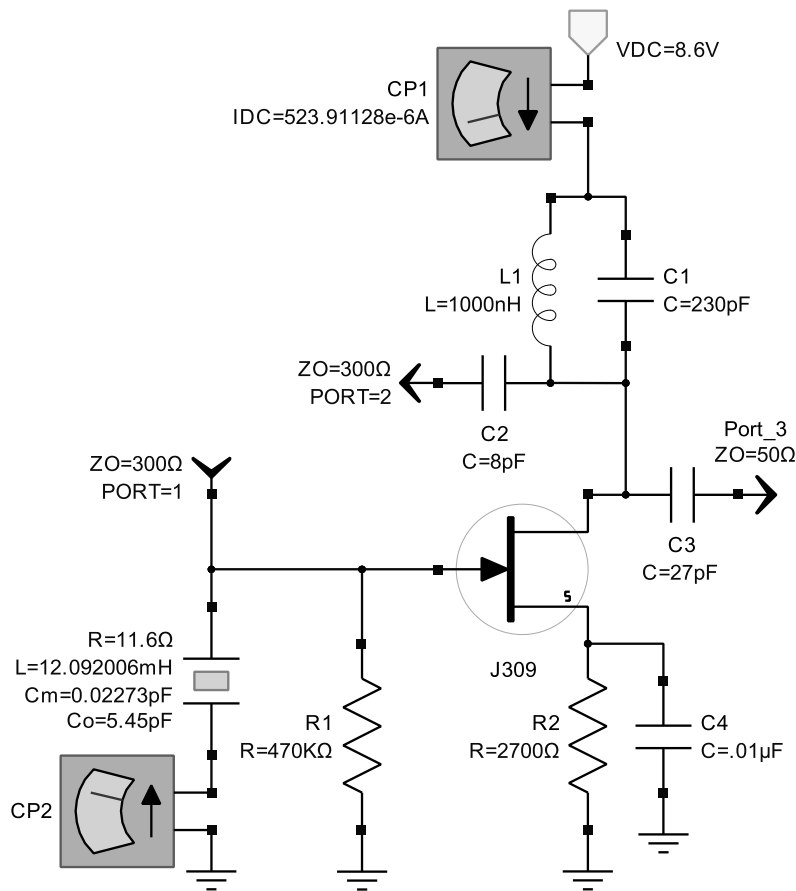 VDC=8.6V
CP1
IDC=523.91128e-6A
L1
L=1000nH
C1
C=230pF
ZO=300Ω
PORT=2
C2
C=8pF
Port_3
ZO=50Ω
ZO=300Ω
PORT=1
C3
C=27pF
S
J309
R=11.6Ω
L=12.092006mH
Cm=0.02273pF
Co=5.45pF
R1
R=470KΩ
R2
R=2700Ω
C4
C=.01µF
CP2